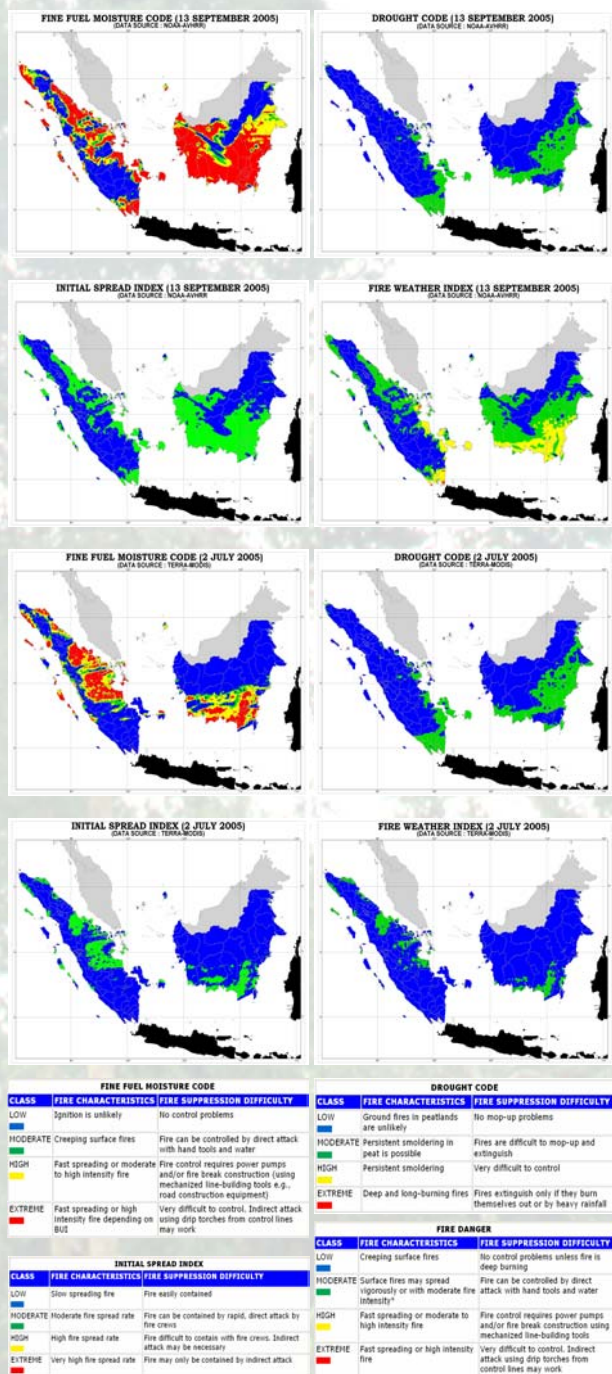 FINE FUEL MOISTURE CODE (13 SEPTEMBER 2005)
(DATA SOURCE : NOAA-AVHRR)
DROUGHT CODE (13 SEPTEMBER 2005)
(DATA SOURCE : NOAA-AVHRR)
INITIAL SPREAD INDEX (13 SEPTEMBER 2005)
(DATA SOURCE : NOAA-AVHRR
FIRE WEATHER INDEX (13 SEPTEMBER 2005)
(DATA SOURCE : NOAA-AVHRR)
FINE FUEL MOISTURE CODE (2 JULY 2005)
(DATA SOURCE : TERRA-MODIS)
DROUGHT CODE (2 JULY 2005)
(DATA SOURCE : TERRA-MODIS)
INITIAL SPREAD INDEX (2 JULY 2005)
(DATA SOURCE : TERRA-MODIS)
FIRE WEATHER INDEX (2 JULY 2005)
(DATA SOURCE : TERRA-MODIS)
FINE FUEL MOISTURE CODE
CLASS FIRE CHARACTERISTICS FIRE SUPPRESSION DIFFICULTY
LOW Ignition is unlikely No control problems
MODERATE Creeping surface fires Fire can be controlled by direct attack
with hand tools and water
HIGH Fast spreading or moderate Fire control requires power pumps
to high intensity fire and/or fire break construction (using
mechanized line-building tools e.g.,
road construction equipment)
EXTREME Fast spreading or high Very difficult to control. Indirect attack
intensity fire depending on using drip torches from control lines
BUI may work
DROUGHT CODE
CLASS FIRE CHARACTERISTICS FIRE SUPPRESSION DIFFICULTY
LOW Ground fires in peatlands No mop-up problems
are unlikely
MODERATE Persistent smoldering in Fires are difficult to mop-up and
peat is possible extinguish
HIGH Persistent smoldering Very difficult to control
EXTREME Deep and long-burning fires Fires extinguish only if they burn
themselves out or by heavy rainfall
INITIAL SPREAD INDEX
CLASS FIRE CHARACTERISTICS FIRE SUPPRESSION DIFFICULTY
LOW Slow spreading fire Fire easily contained
MODERATE Moderate fire spread rate Fire can be contained by rapid, direct attack by
fire crews
HIGH High fire spread rate Fire difficult to contain with fire crews. Indirect
attack may be necessary
EXTREME Very high fire spread rate Fire may only be contained by indirect attack
FIRE DANGER
CLASS FIRE CHARACTERISTICS FIRE SUPPRESSION DIFFICULTY
LOW Creeping surface fires No control problems unless fire is
deep burning
MODERATE Surface fires may spread Fire can be controlled by direct
vigorously or with moderate fire attack with hand tools and water
intensity*
HIGH Fast spreading or moderate to Fire control requires power pumps
high intensity fire and/or fire break construction using
mechanized line-building tools
EXTREME Fast spreading or high intensity Very difficult to control. Indirect
fire attack using drip torches from
control lines may work